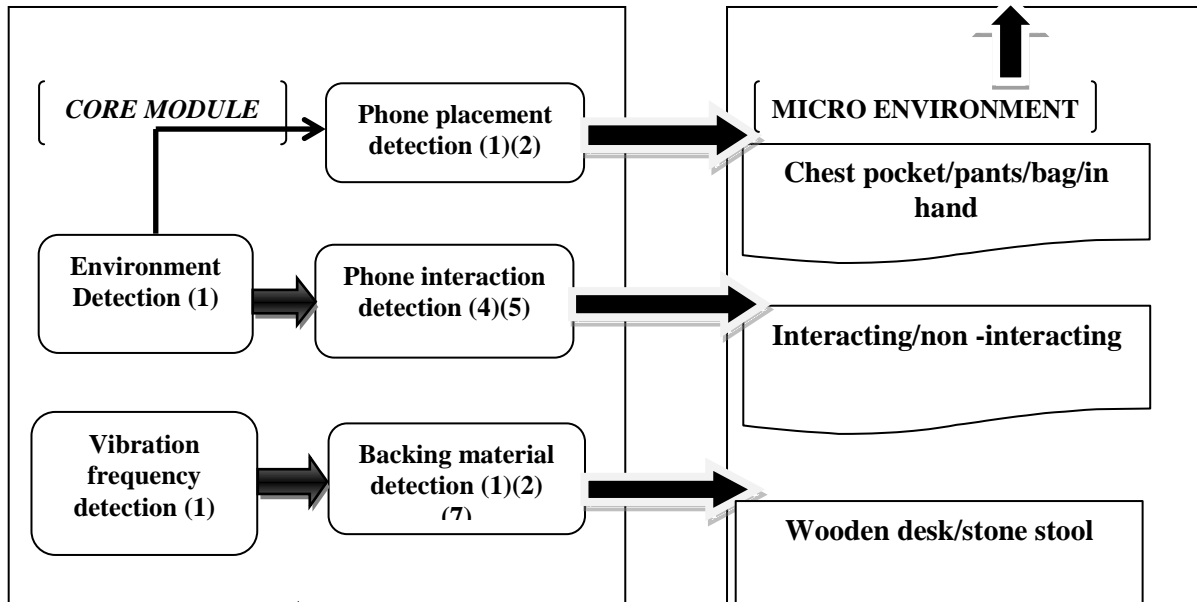 CORE MODULE
Phone placement
detection (1)(2)
MICRO ENVIRONMENT
Chest pocket/pants/bag/in
hand
Environment
Detection (1)
Phone interaction
detection (4)(5)
Interacting/non -interacting
Vibration
frequency
detection (1)
Backing material
detection (1)(2)
(7)
Wooden desk/stone stool